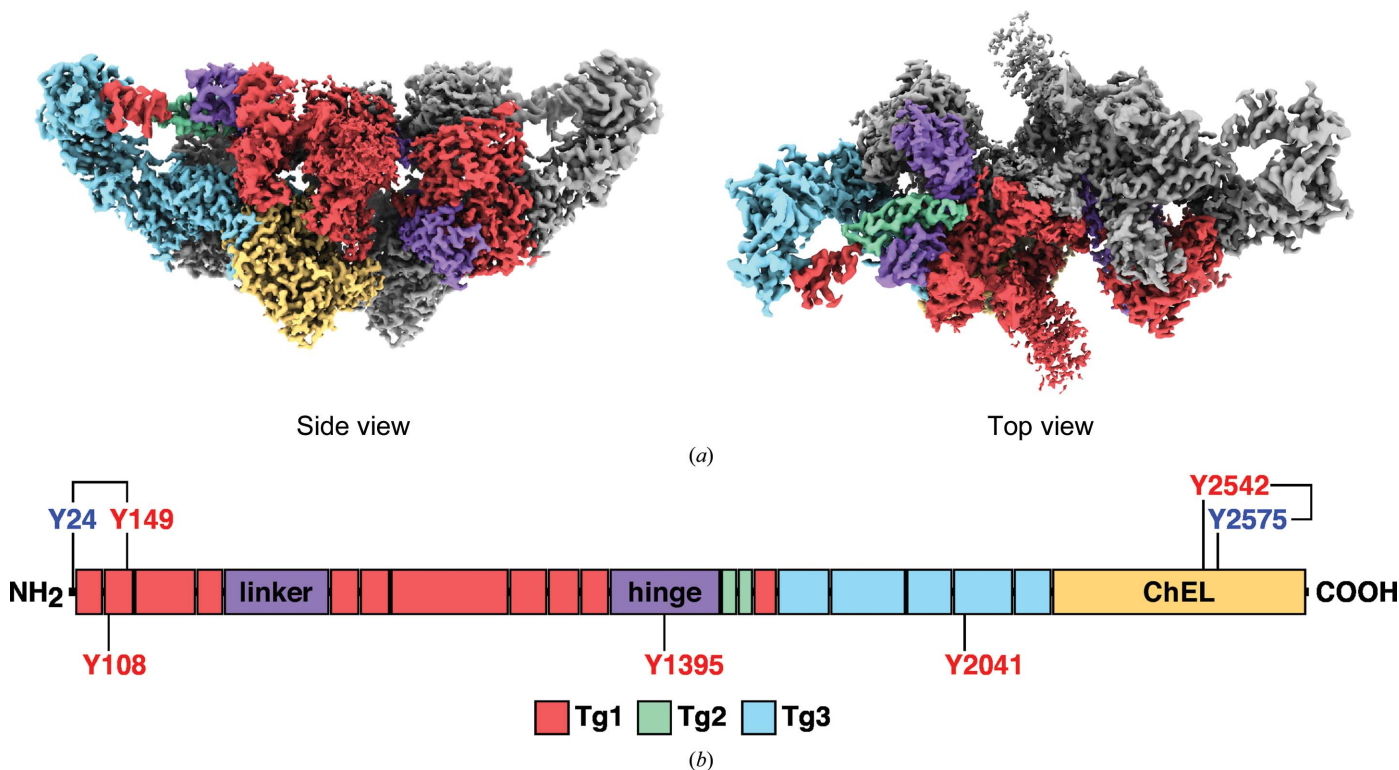 Side view
Top view
(a)
Y2542
Y24 Y149
Y2575
NH2 linker hinge ChEL COOH
Y108 Y1395 Y2041
Tg1 Tg2 Tg3
(b)